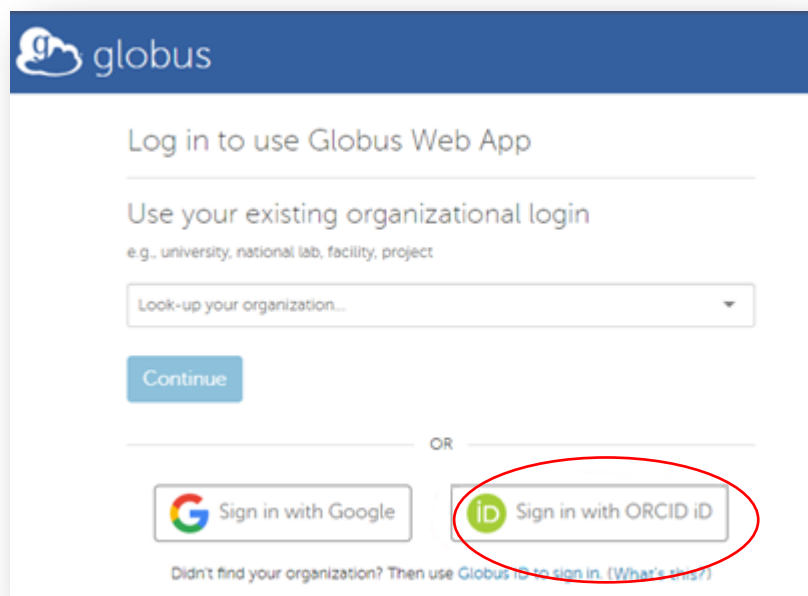 globus
Log in to use Globus Web App
Use your existing organizational login
e.g., university, national lab, facility, project
Look-up your organization...
Continue
OR
Sign in with Google
iD Sign in with ORCID iD
Didn't find your organization? Then use Globus ID to sign in. (What's this?)